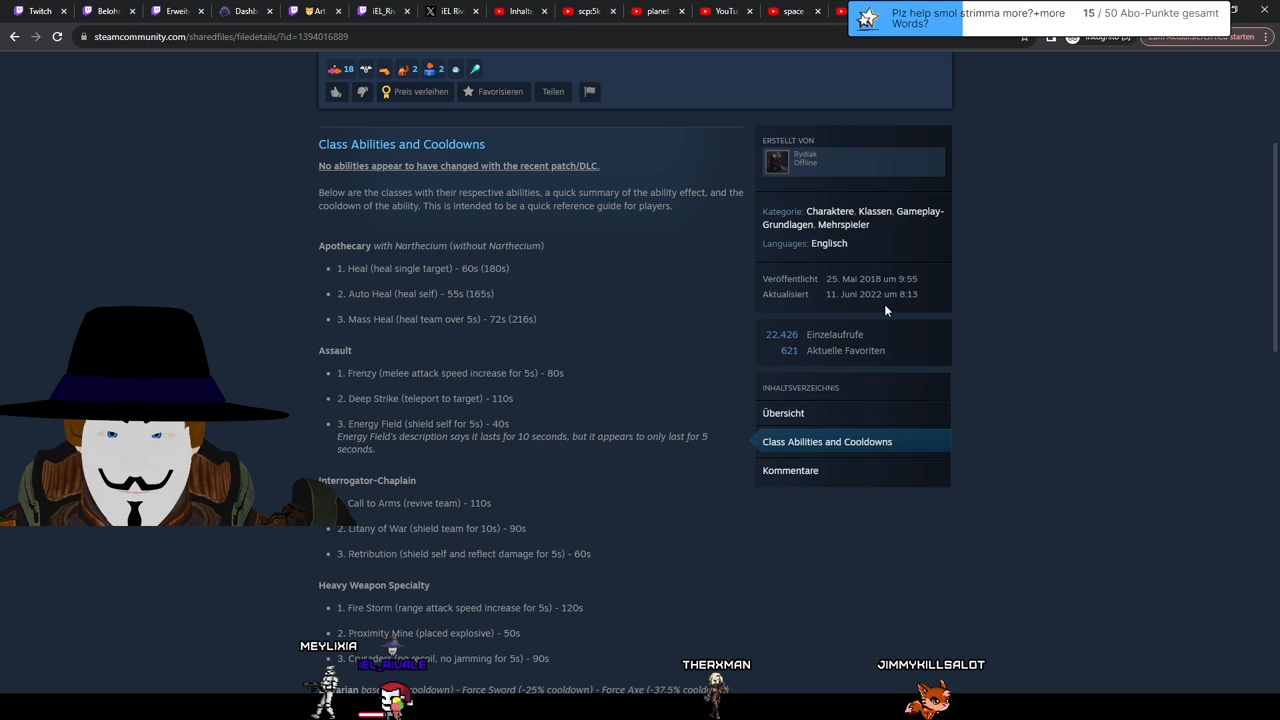 Twitch
Belohr
Erweite
Dashb
Art
iEL_R
iEL R
Inhalte
scp:5k
planet
YouTu
space
Plz help smol strimma more?+more
Words?
15 / 50 Abo-Punkte gesamt
steamcommunity.com/sharedfiles/filedetails/?id=1394016889
18
2
2
Preis verleihen
Favorisieren
Teilen
Class Abilities and Cooldowns
No abilities appear to have changed with the recent patch/DLC.
Below are the classes with their respective abilities, a quick summary of the ability effect, and the
cooldown of the ability. This is intended to be a quick reference guide for players.
Apothecary with Narthecium (without Narthecium)
1. Heal (heal single target) - 60s (180s)
2. Auto Heal (heal self) - 55s (165s)
3. Mass Heal (heal team over 5s) - 72s (216s)
Assault
1. Frenzy (melee attack speed increase for 5s) - 80s
2. Deep Strike (teleport to target) - 110s
3. Energy Field (shield self for 5s) - 40s
Energy Field's description says it lasts for 10 seconds, but it appears to only last for 5
seconds.
Interrogator-Chaplain
Call to Arms (revive team) - 110s
2. Litany of War (shield team for 10s) - 90s
3. Retribution (shield self and reflect damage for 5s) - 60s
Heavy Weapon Specialty
1. Fire Storm (range attack speed increase for 5s) - 120s
2. Proximity Mine (placed explosive) - 50s
3. Crusader (no recoil, no jamming for 5s) - 90s
cooldown) - Force Sword (-25% cooldown) - Force Axe (-37.5%
ERSTELLT VON
Rydiak
Offline
Kategorie: Charaktere, Klassen, Gameplay-
Grundlagen, Mehrspieler
Languages: Englisch
Veröffentlicht 25. Mai 2018 um 9:55
Aktualisiert 11. Juni 2022 um 8:13
22,426 Einzelaufrufe
621 Aktuelle Favoriten
INHALTSVERZEICHNIS
Übersicht
Class Abilities and Cooldowns
Kommentare
MEYLIXIA
IEL_RIVALE
THERXMAN
JIMMYKILLSALOT